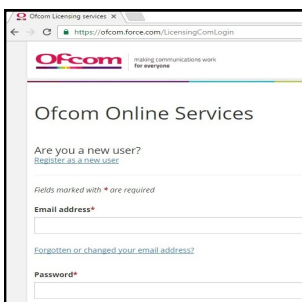 Ofcom Licensing services
https://ofcom.force.com/LicensingComLogin
Ofcom
making communications work
for everyone
Ofcom Online Services
Are you a new user?
Register as a new user
Fields marked with * are required
Email address*
Forgotten or changed your email address?
Password*